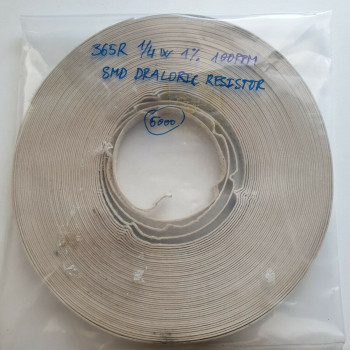 365R 1/4W 1% 100PPM
SMD DRALORIC RESISTOR
6000